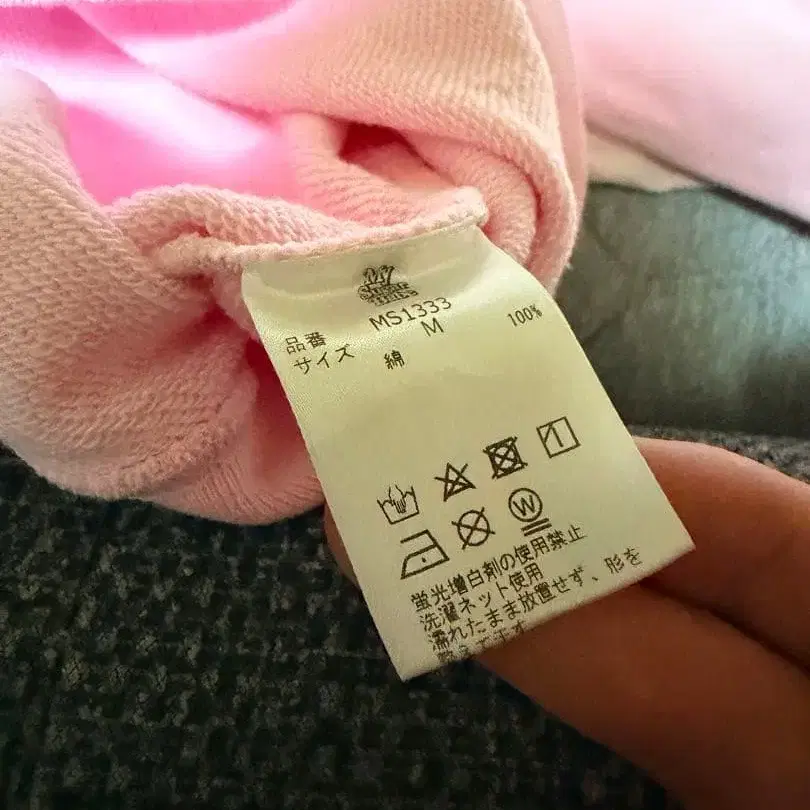 品番 MS1333
サイズ M
綿 100%
W
蛍光増白剤の使用禁止
洗濯ネット使用
濡れたまま放置せず、形を